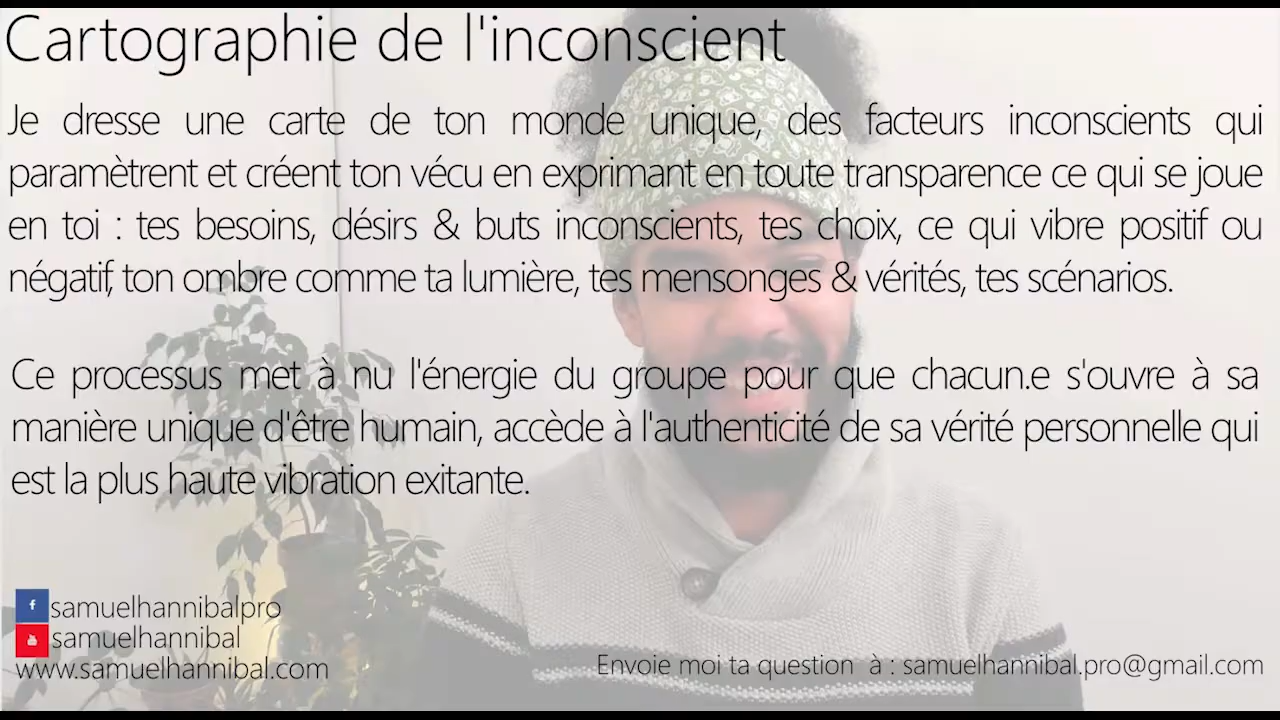 Cartographie de l'inconscient
Je dresse une carte de ton monde unique, des facteurs inconscients qui
paramètrent et créent ton vécu en exprimant en toute transparence ce qui se joue
en toi : tes besoins, désirs & buts inconscients, tes choix, ce qui vibre positif ou
négatif, ton ombre comme ta lumière, tes mensonges & vérités, tes scénarios.
Ce processus met à nu l'énergie du groupe pour que chacun.e s'ouvre à sa
manière unique d'être humain, accède à l'authenticité de sa vérité personnelle qui
est la plus haute vibration exitante.
f samuelhannibalpro
samuelhannibal
www.samuelhannibal.com
Envoie moi ta question à : samuelhannibal.pro@gmail.com